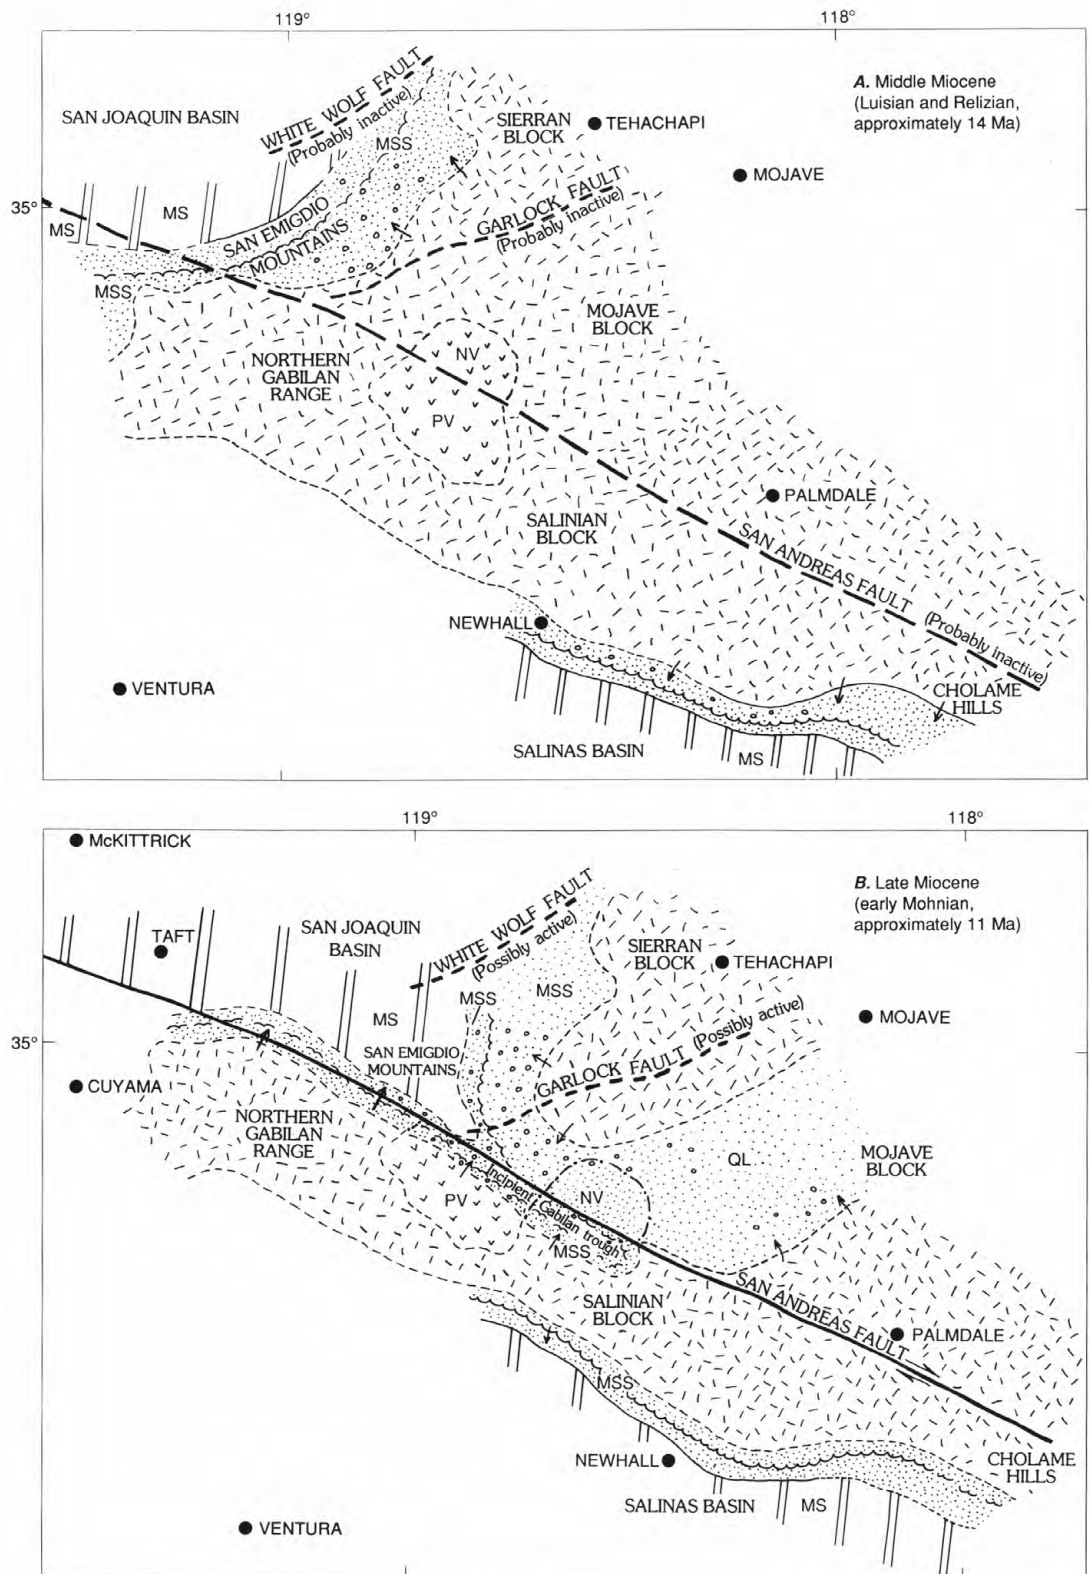 119°
118°
A. Middle Miocene
(Luisian and Relizian,
approximately 14 Ma)
WHITE WOLF FAULT
(Probably inactive)
SAN JOAQUIN BASIN
SIERRAN
BLOCK
TEHACHAPI
MSS
MOJAVE
35°
GARLOCK FAULT
(Probably inactive)
MS
MS
SAN EMIGDIO
MOUNTAINS
MSS
MOJAVE
BLOCK
NORTHERN
GABILAN
RANGE
NV
PV
PALMDALE
SALINIAN
BLOCK
SAN ANDREAS FAULT (Probably inactive)
NEWHALL
VENTURA
CHOLAME
HILLS
SALINAS BASIN
MS
119°
118°
McKITTRICK
B. Late Miocene
(early Mohnian,
approximately 11 Ma)
TAFT
SAN JOAQUIN
BASIN
WHITE WOLF FAULT
(Possibly active)
SIERRAN
BLOCK
TEHACHAPI
MSS
MSS
MOJAVE
MS
35°
SAN EMIGDIO
MOUNTAINS
GARLOCK FAULT (Possibly active)
CUYAMA
NORTHERN
GABILAN
RANGE
QL
MOJAVE
BLOCK
PV
Incipient Gabilan trough
NV
MSS
SAN ANDREAS FAULT
SALINIAN
BLOCK
PALMDALE
MSS
NEWHALL
CHOLAME
HILLS
SALINAS BASIN
MS
VENTURA